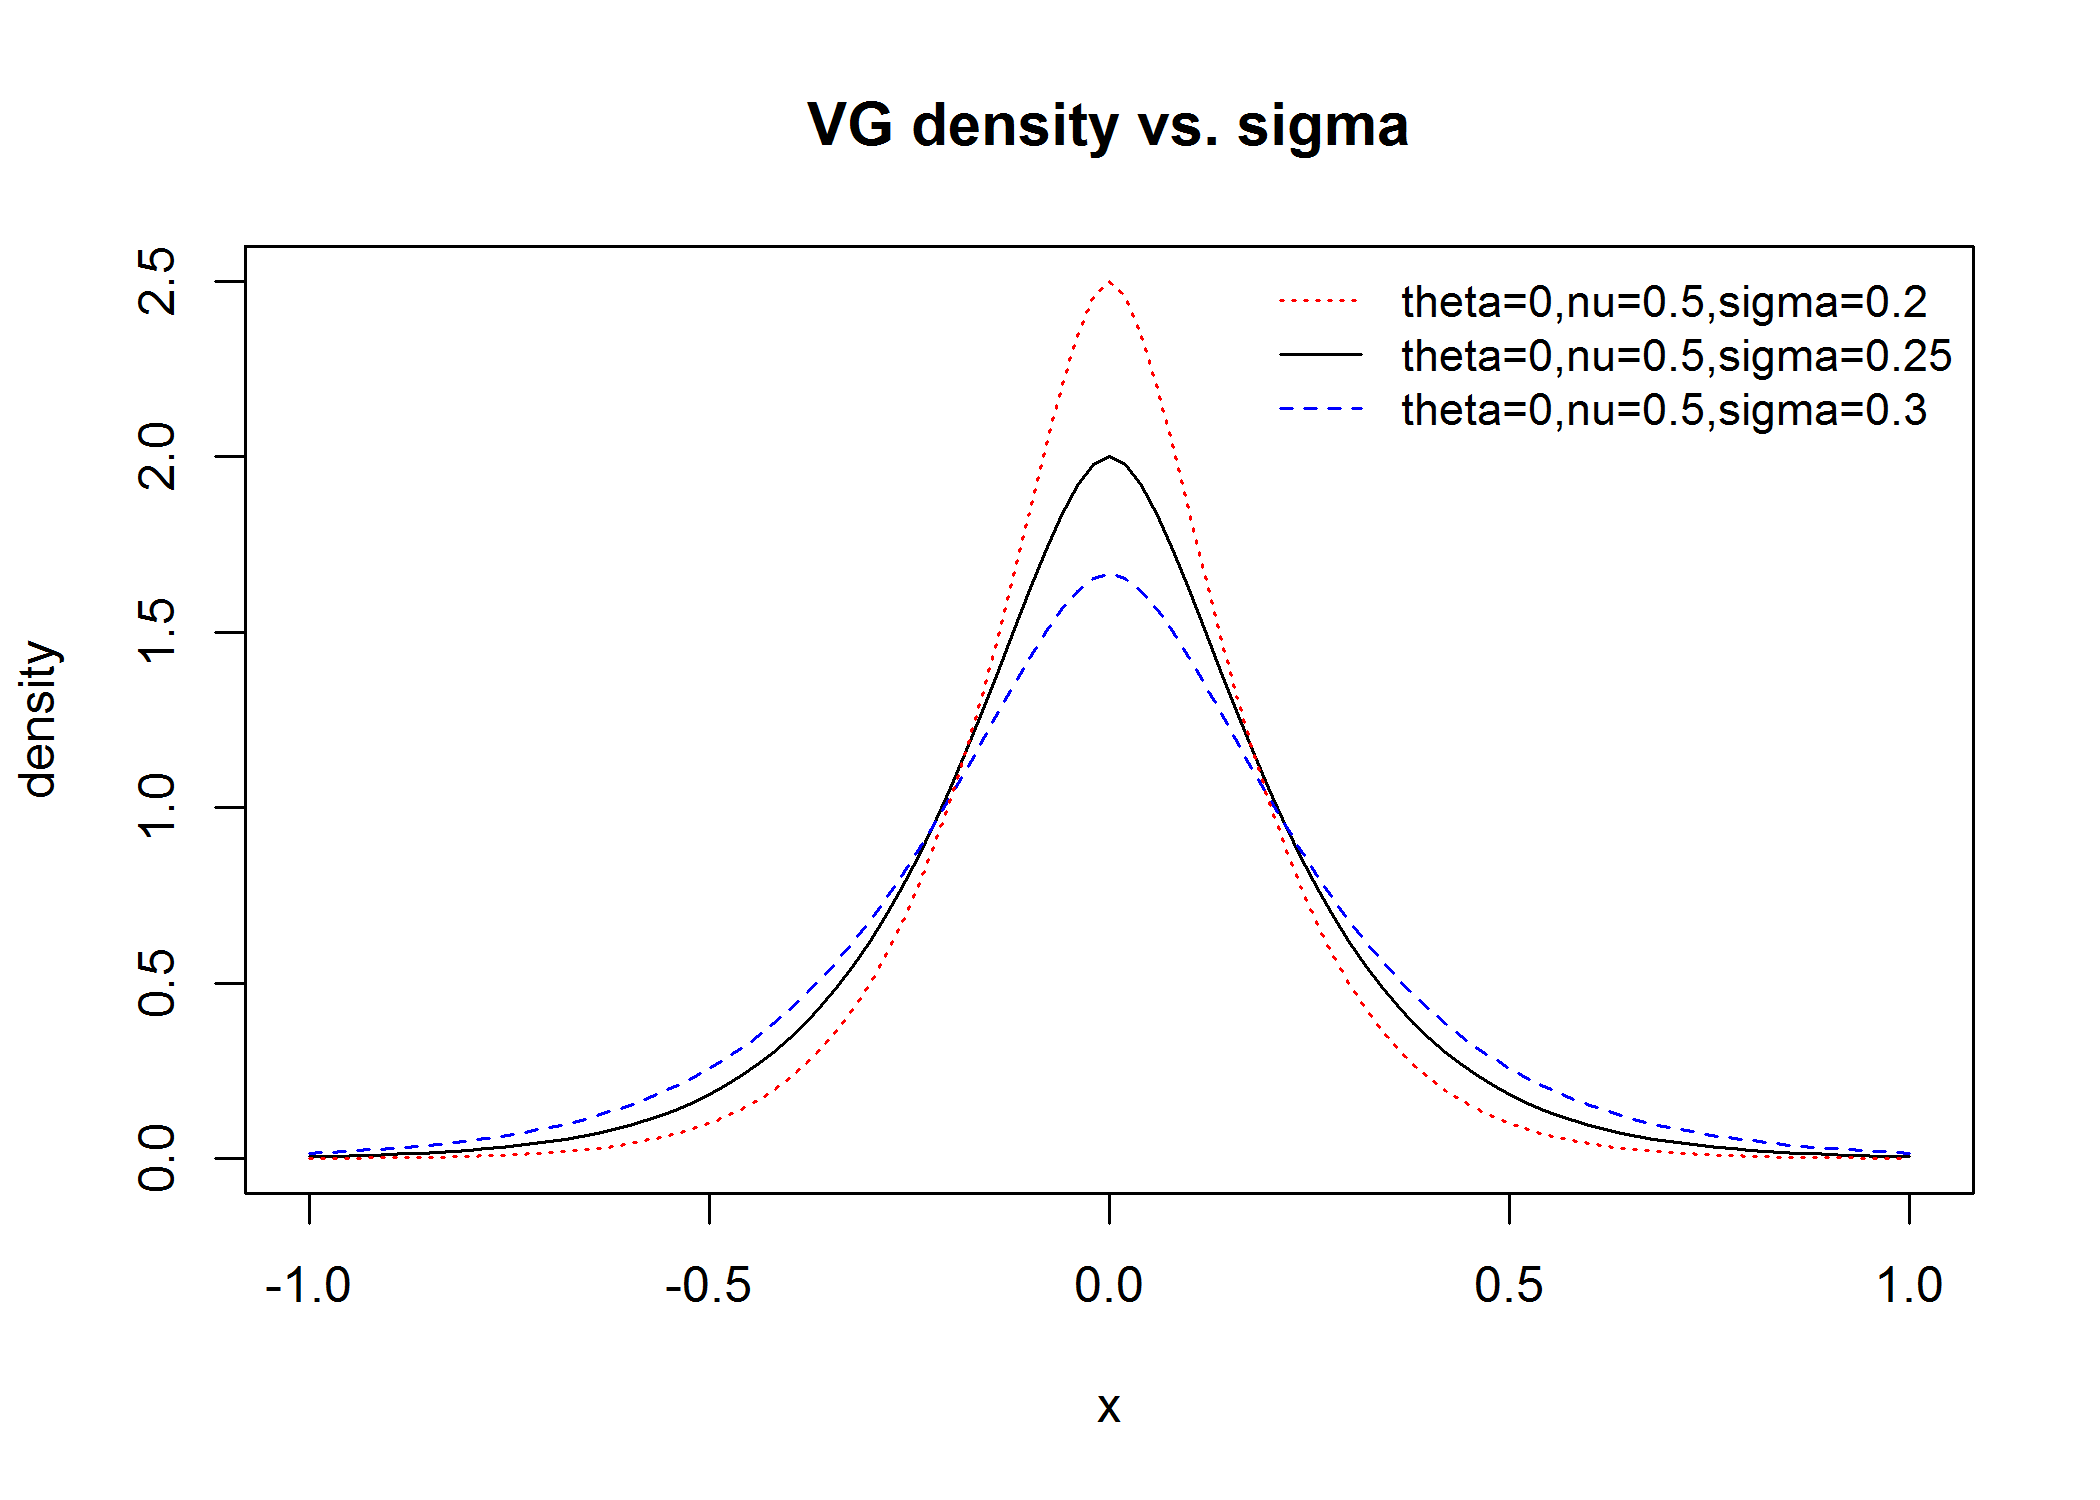 VG density vs. sigma
theta=0,nu=0.5,sigma=0.2
theta=0,nu=0.5,sigma=0.25
theta=0,nu=0.5,sigma=0.3
density
2.5
2.0
1.5
1.0
0.5
0.0
-1.0 -0.5 0.0 0.5 1.0
x